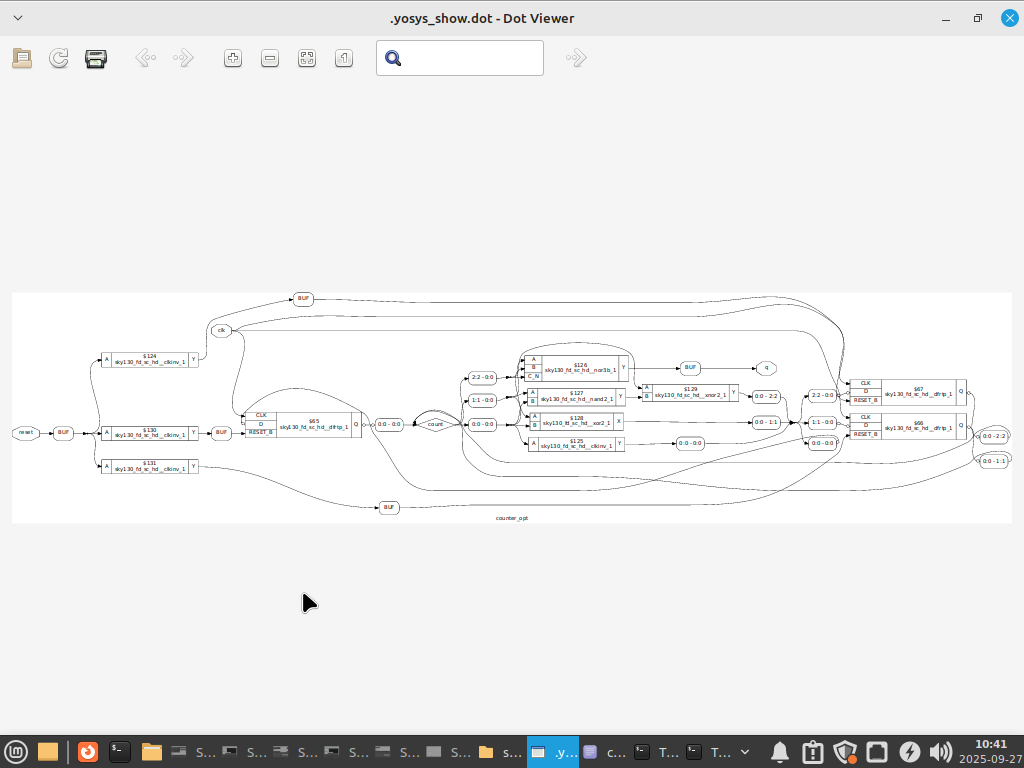 .yosys_show.dot - Dot Viewer
BUF
clk
$124
A sky130_fd_sc_hd__clkinv_1 Y
reset
BUF
$130
A sky130_fd_sc_hd__clkinv_1 Y
BUF
$131
A sky130_fd_sc_hd__clkinv_1 Y
CLK
D
RESET_B
$65
sky130_fd_sc_hd__dfrtp_1
Q
0:0 - 0:0
count
2:2 - 0:0
1:1 - 0:0
0:0 - 0:0
A
B
C_N
$126
sky130_fd_sc_hd__nor3b_1
Y
BUF
q
A
B
$127
sky130_fd_sc_hd__nand2_1
Y
A
B
$129
sky130_fd_sc_hd__xnor2_1
Y
0:0 - 2:2
A
B
$128
sky130_fd_sc_hd__xor2_1
X
0:0 - 1:1
$125
A sky130_fd_sc_hd__clkinv_1 Y
0:0 - 0:0
2:2 - 0:0
1:1 - 0:0
0:0 - 0:0
CLK
D
RESET_B
$67
sky130_fd_sc_hd__dfrtp_1
Q
CLK
D
RESET_B
$66
sky130_fd_sc_hd__dfrtp_1
Q
0:0 - 2:2
0:0 - 1:1
BUF
counter_opt
S... S... S... S... S... S... s... .y... c... T... T...
10:41
2025-09-27